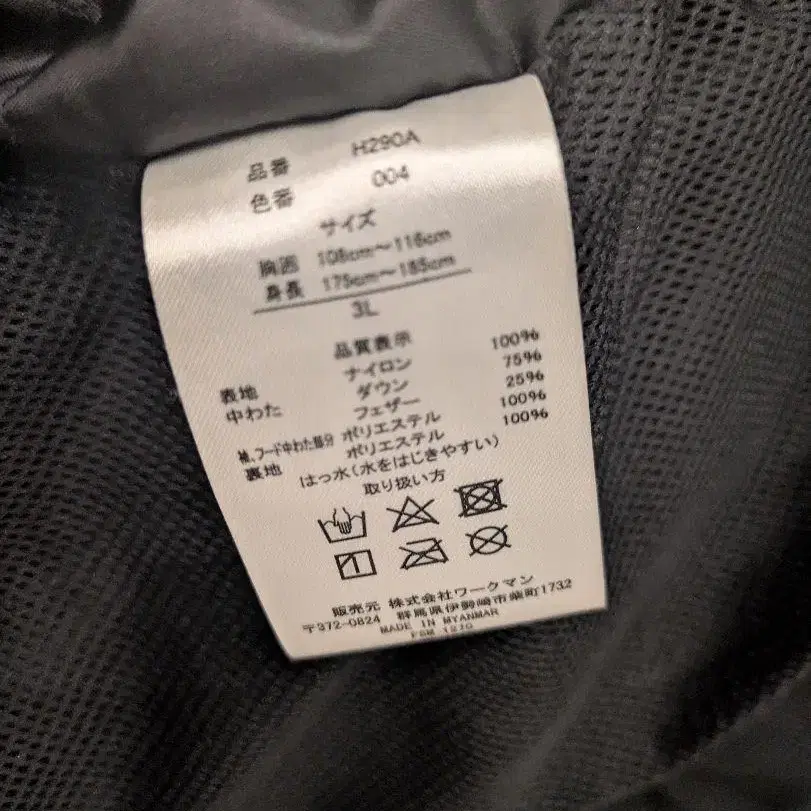 品番 H290A
色番 004
サイズ
胸囲 108cm～116cm
身長 175cm～185cm
3L
品質表示
表地 ナイロン 100%
中わた ダウン 75%
フェザー 25%
袖、フード中わた部分 ポリエステル 100%
裏地 ポリエステル 100%
はっ水(水をはじきやすい)
取り扱い方
販売元 株式会社ワークマン
〒372-0824 群馬県伊勢崎市柴町1732
MADE IN MYANMAR